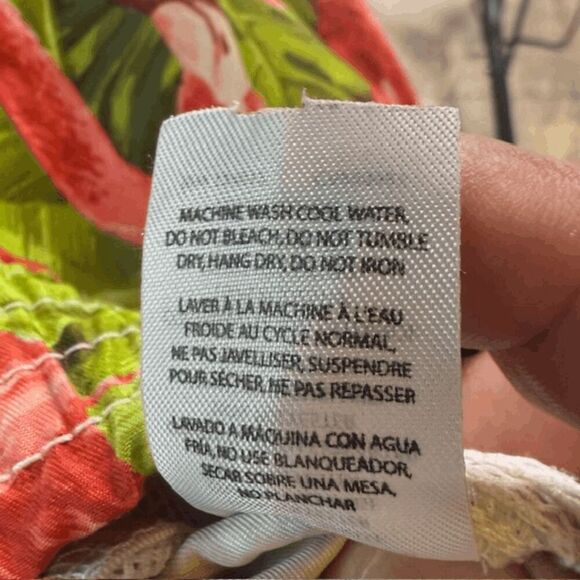 MACHINE WASH COOL WATER,
DO NOT BLEACH, DO NOT TUMBLE
DRY, HANG DRY, DO NOT IRON
LAVER À LA MACHINE À L'EAU
FROIDE AU CYCLE NORMAL,
NE PAS JAVELLISER, SUSPENDRE
POUR SÉCHER, NE PAS REPASSER
LAVADO A MAQUINA CON AGUA
FRÍA, NO USE BLANQUEADOR,
SECAR SOBRE UNA MESA,
NO PLANCHAR